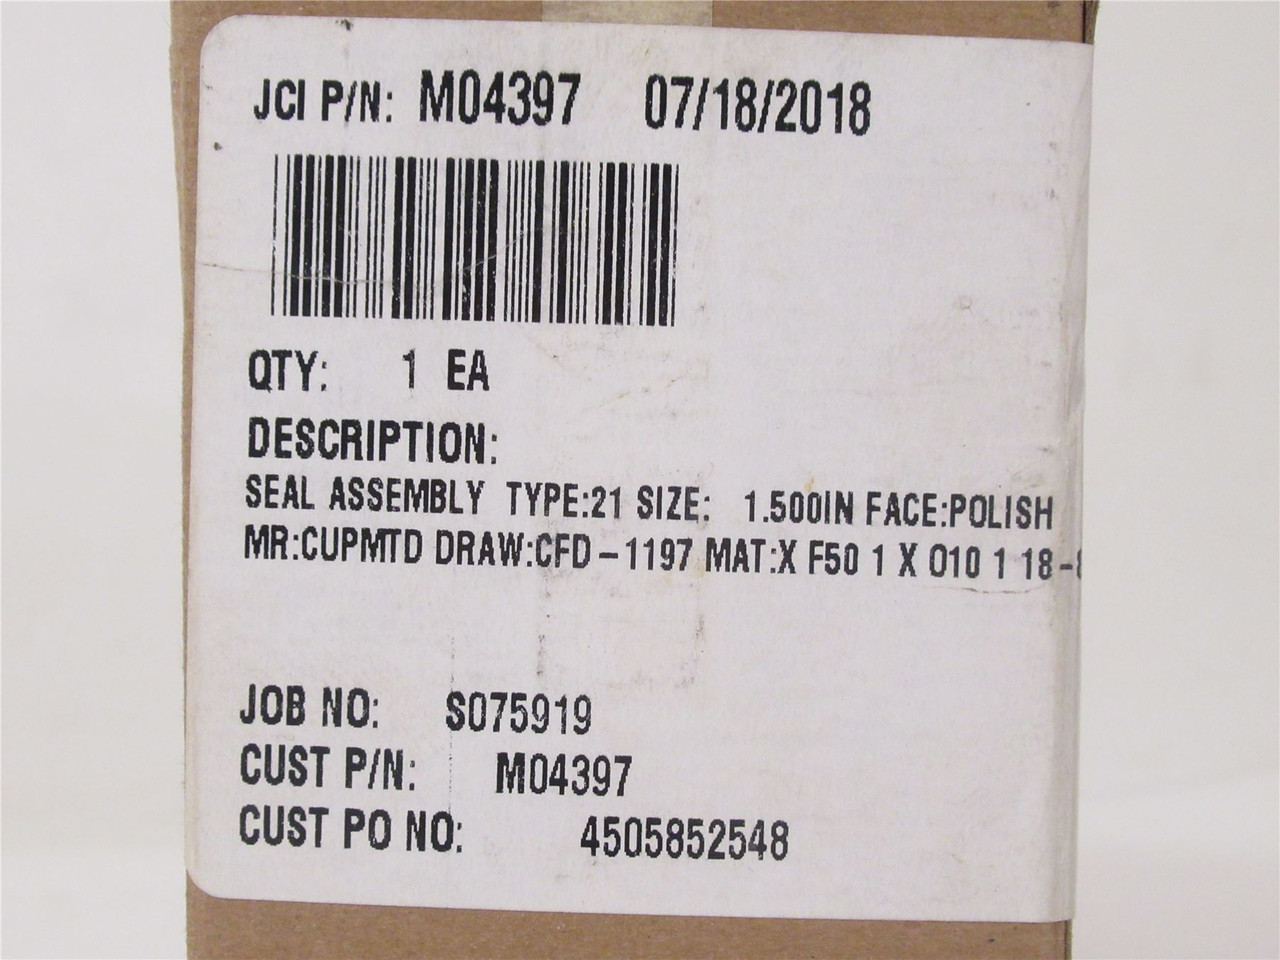 JCI P/N: M04397 07/18/2018
QTY: 1 EA
DESCRIPTION:
SEAL ASSEMBLY TYPE:21 SIZE: 1.500IN FACE:POLISH
MR:CUPMTD DRAW:CFD-1197 MAT:X F50 1 X O10 1 18-
JOB NO: S075919
CUST P/N: M04397
CUST PO NO: 4505852548